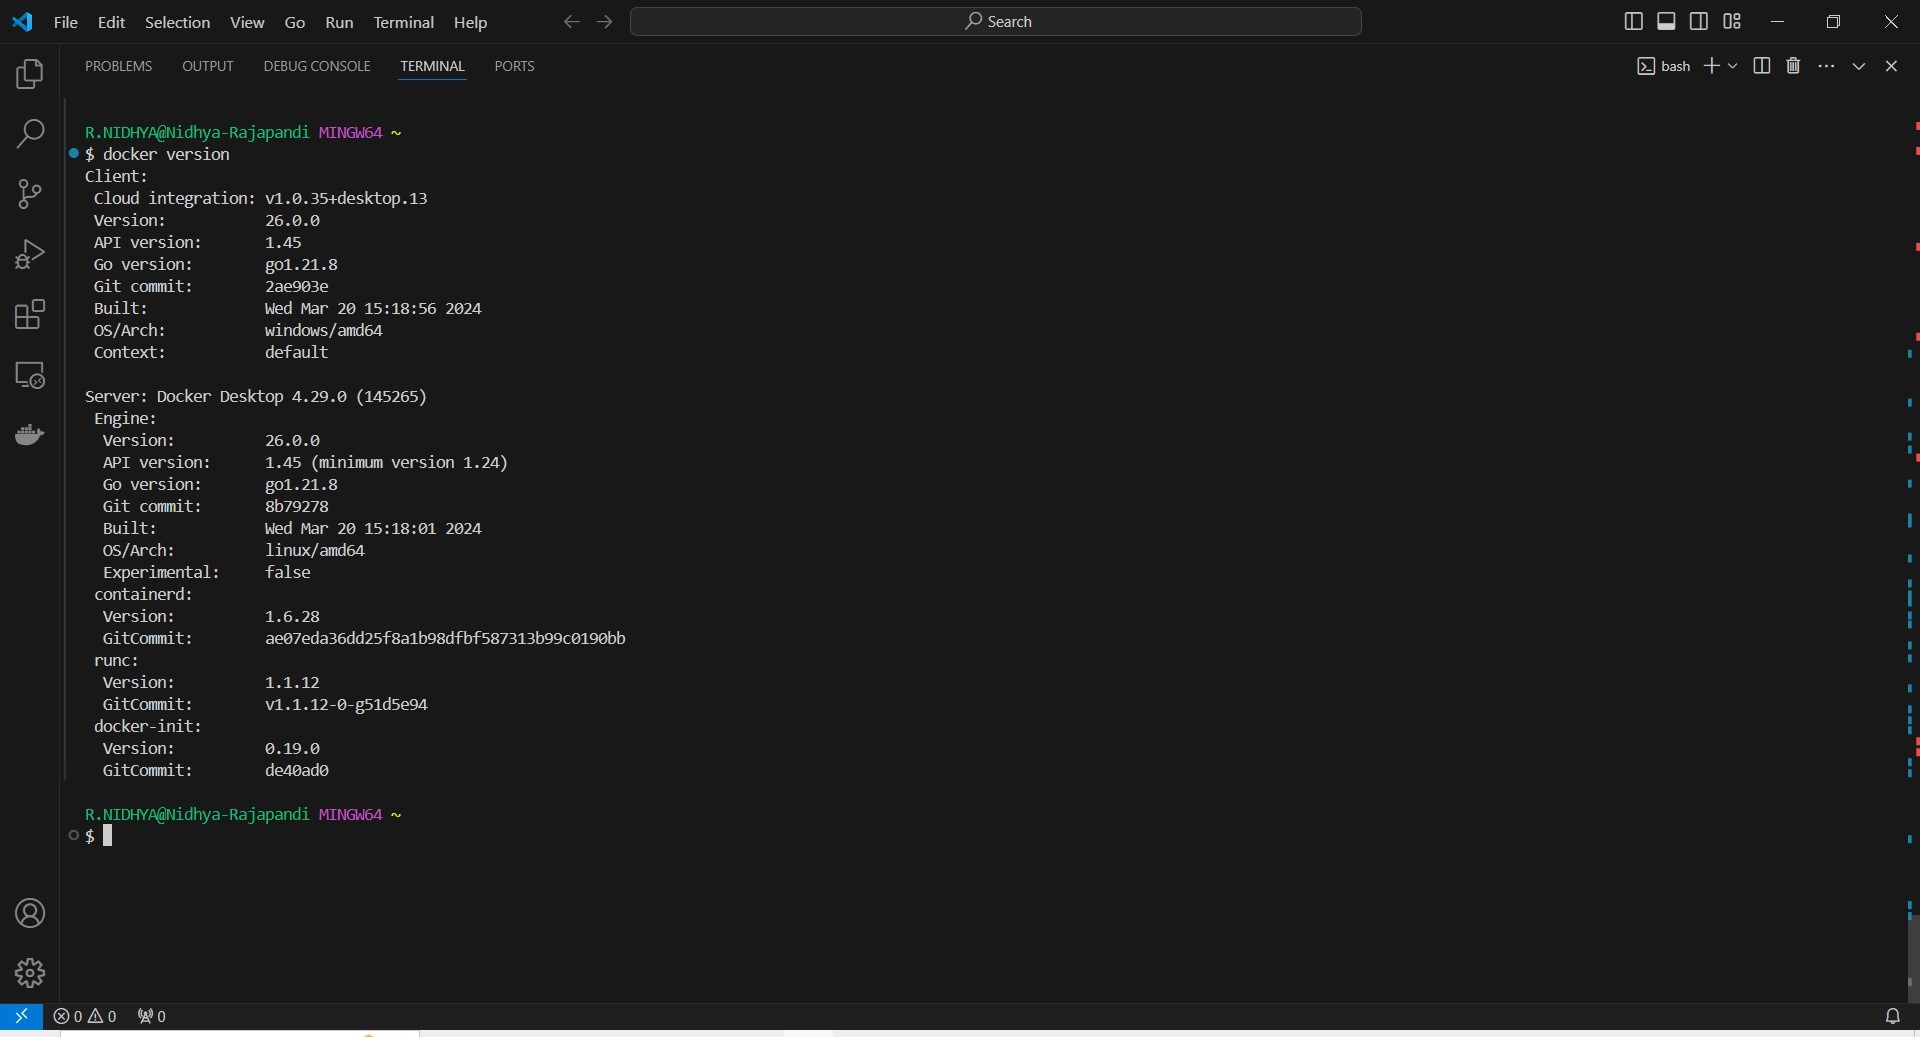 File Edit Selection View Go Run Terminal Help Search
PROBLEMS OUTPUT DEBUG CONSOLE TERMINAL PORTS bash
R.NIDHYA@Nidhya-Rajapandi MINGW64 ~
$ docker version
Client:
Cloud integration: v1.0.35+desktop.13
Version: 26.0.0
API version: 1.45
Go version: go1.21.8
Git commit: 2ae903e
Built: Wed Mar 20 15:18:56 2024
OS/Arch: windows/amd64
Context: default
Server: Docker Desktop 4.29.0 (145265)
Engine:
Version: 26.0.0
API version: 1.45 (minimum version 1.24)
Go version: go1.21.8
Git commit: 8b79278
Built: Wed Mar 20 15:18:01 2024
OS/Arch: linux/amd64
Experimental: false
containerd:
Version: 1.6.28
GitCommit: ae07eda36dd25f8a1b98dfbf587313b99c0190bb
runc:
Version: 1.1.12
GitCommit: v1.1.12-0-g51d5e94
docker-init:
Version: 0.19.0
GitCommit: de40ad0
R.NIDHYA@Nidhya-Rajapandi MINGW64 ~
$
0 0 0